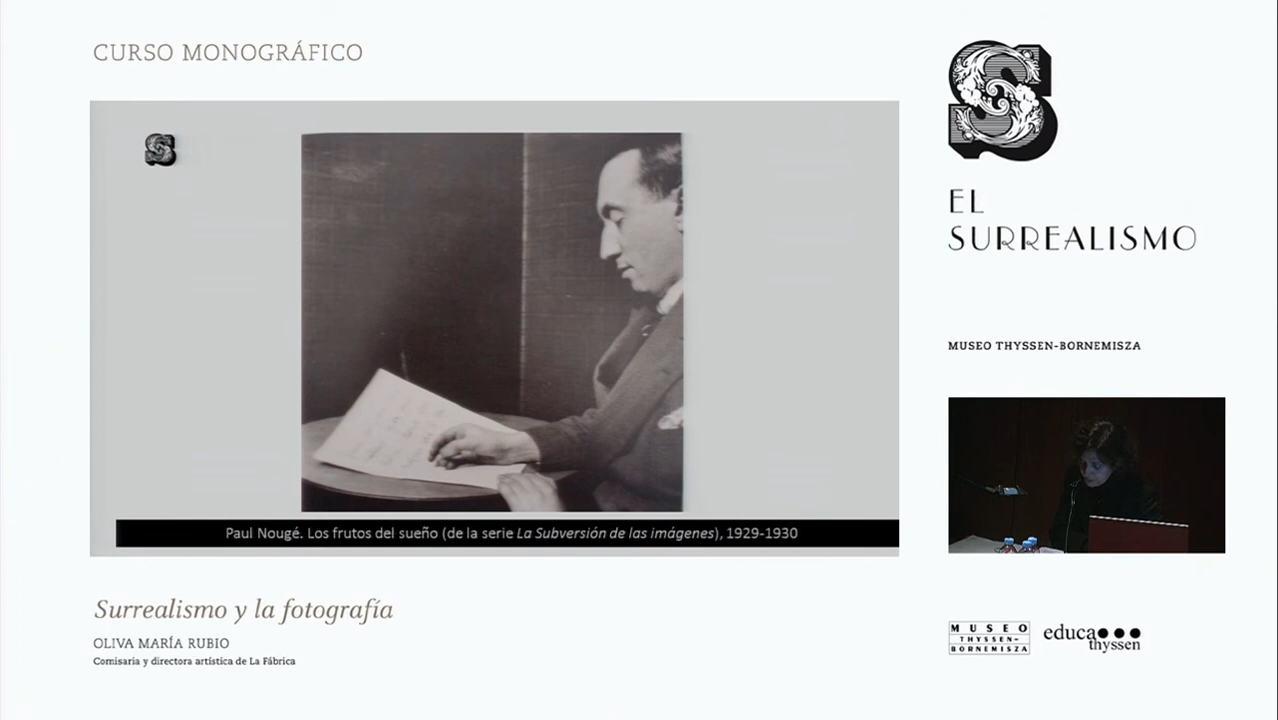 CURSO MONOGRÁFICO
S
S
EL
SURREALISMO
MUSEO THYSSEN-BORNEMISZA
Paul Nougé. Los frutos del sueño (de la serie La Subversión de las imágenes), 1929-1930
Surrealismo y la fotografía
OLIVA MARÍA RUBIO
Comisaria y directora artística de La Fábrica
MUSEO
THYSSEN-
BORNEMISZA
educa
thyssen